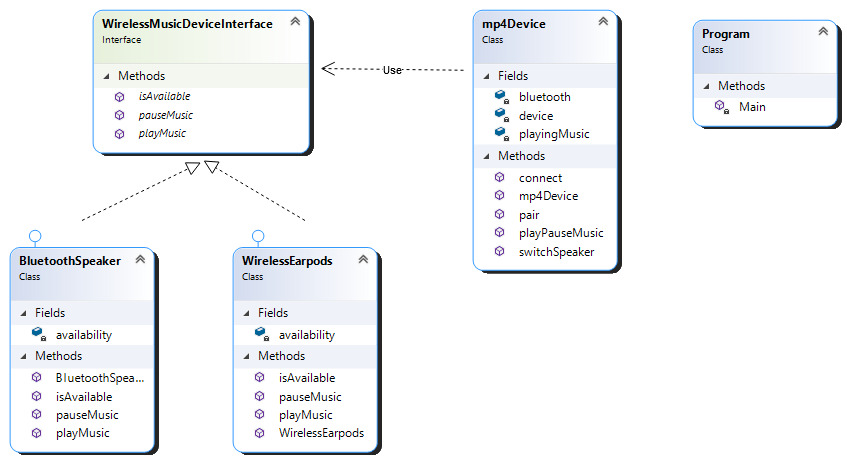 WirelessMusicDeviceInterface
Interface
Methods
isAvailable
pauseMusic
playMusic
Use
mp4Device
Class
Fields
bluetooth
device
playingMusic
Methods
connect
mp4Device
pair
playPauseMusic
switchSpeaker
Program
Class
Methods
Main
BluetoothSpeaker
Class
Fields
availability
Methods
BluetoothSpea...
isAvailable
pauseMusic
playMusic
WirelessEarpods
Class
Fields
availability
Methods
isAvailable
pauseMusic
playMusic
WirelessEarpods